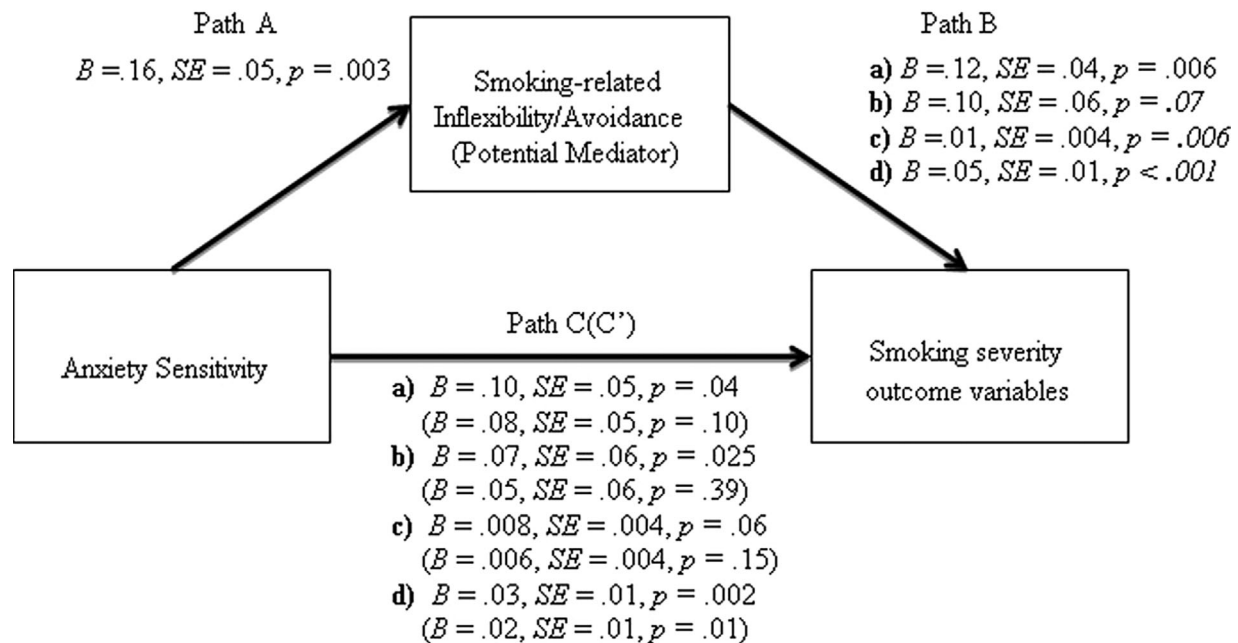 Path A
B =.16, SE = .05, p = .003
Smoking-related
Inflexibility/Avoidance
(Potential Mediator)
Path B
a) B =.12, SE = .04, p = .006
b) B =.10, SE = .06, p = .07
c) B =.01, SE = .004, p = .006
d) B =.05, SE = .01, p < .001
Anxiety Sensitivity
Path C(C’)
a) B = .10, SE = .05, p = .04
(B = .08, SE = .05, p = .10)
b) B = .07, SE = .06, p = .025
(B = .05, SE = .06, p = .39)
c) B = .008, SE = .004, p = .06
(B = .006, SE = .004, p = .15)
d) B = .03, SE = .01, p = .002
(B = .02, SE = .01, p = .01)
Smoking severity
outcome variables